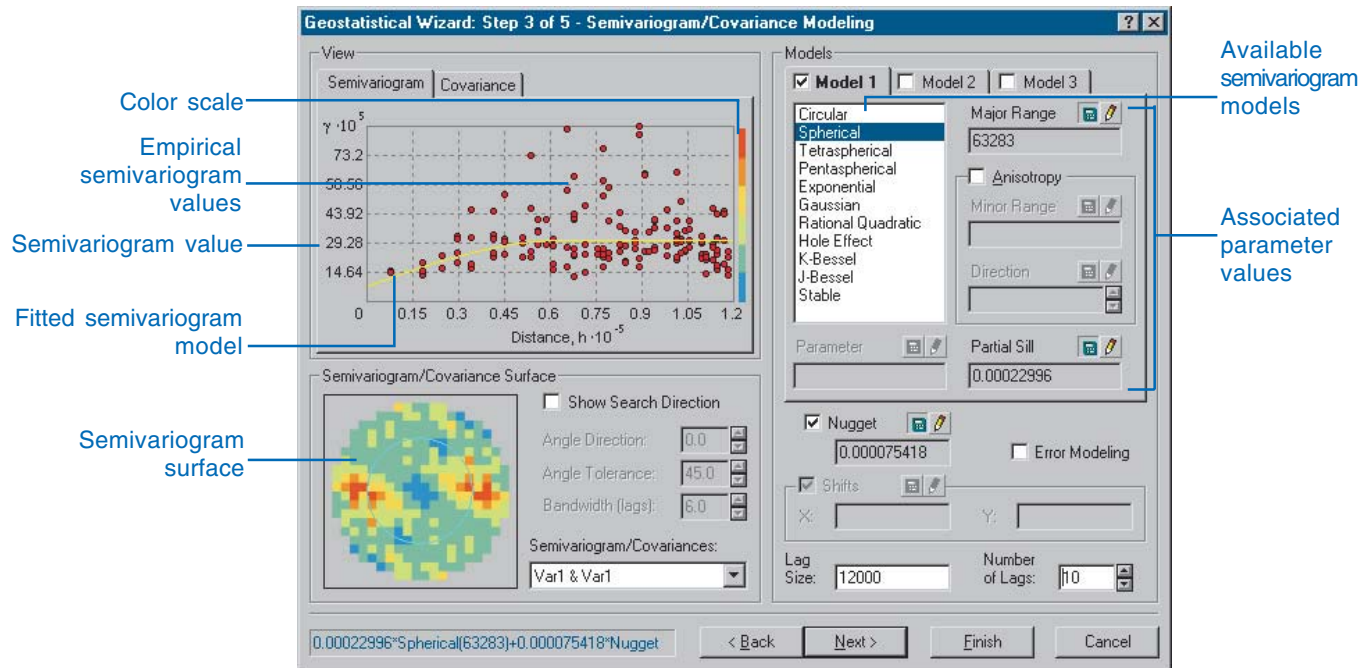 Geostatistical Wizard: Step 3 of 5 - Semivariogram/Covariance Modeling
View
Semivariogram
Covariance
γ ·10⁵
73.2
58.56
43.92
29.28
14.64
0
0.15
0.3
0.45
0.6
0.75
0.9
1.05
1.2
Distance, h ·10⁻⁵
Color scale
Empirical
semivariogram
values
Semivariogram value
Fitted semivariogram
model
Semivariogram
surface
Semivariogram/Covariance Surface
Show Search Direction
Angle Direction:
0.0
Angle Tolerance:
45.0
Bandwidth (lags):
6.0
Semivariogram/Covariances:
Var1 & Var1
Models
Model 1
Model 2
Model 3
Circular
Spherical
Tetraspherical
Pentaspherical
Exponential
Gaussian
Rational Quadratic
Hole Effect
K-Bessel
J-Bessel
Stable
Major Range
63283
Anisotropy
Minor Range
Direction
Parameter
Partial Sill
0.00022996
Nugget
0.000075418
Error Modeling
Shifts
X:
Y:
Lag
Size:
12000
Number
of Lags:
10
Available
semivariogram
models
Associated
parameter
values
0.00022996*Spherical(63283)+0.000075418*Nugget
< Back
Next >
Finish
Cancel